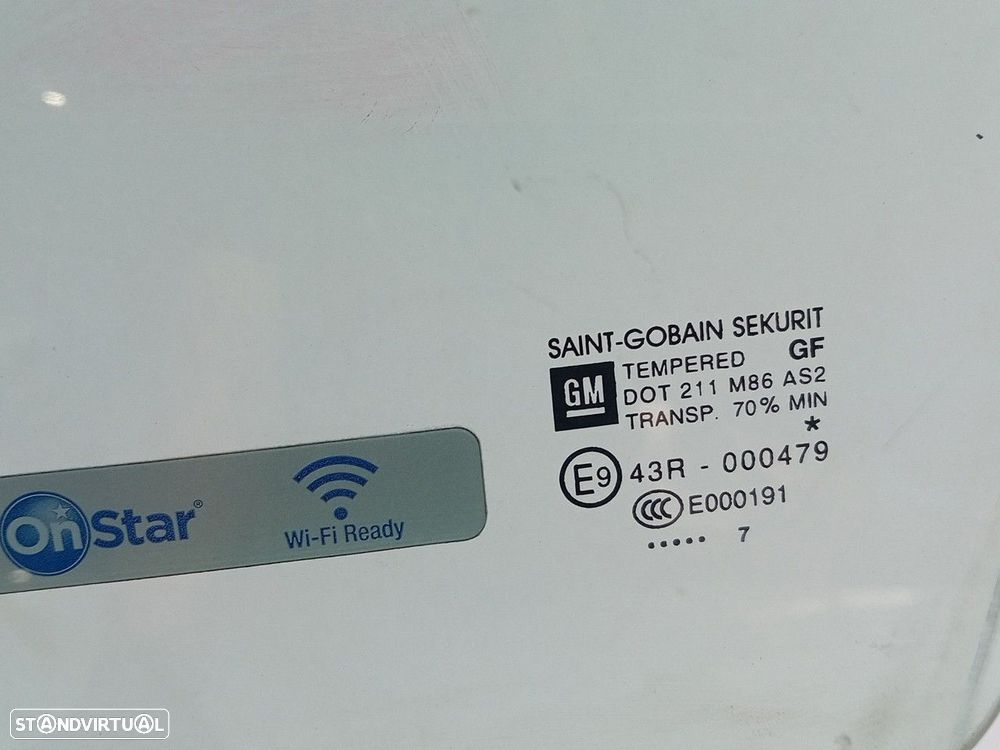 SAINT-GOBAIN SEKURIT
GM
TEMPERED GF
DOT 211 M86 AS2
TRANSP. 70% MIN
*
E9 43R - 000479
CCC E000191
..... 7
OnStar®
Wi-Fi Ready
STANDVIRTUAL